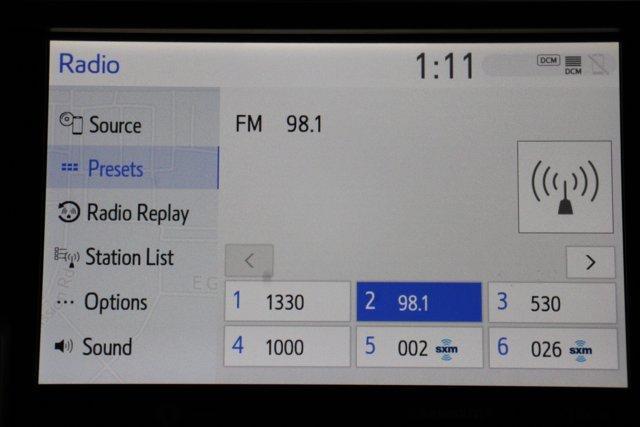 Radio 1:11 DCM
DCM
Source
FM 98.1
Presets
Radio Replay
Station List
E G
Options
1 1330 2 98.1 3 530
Sound
4 1000 5 002 sxm 6 026 sxm